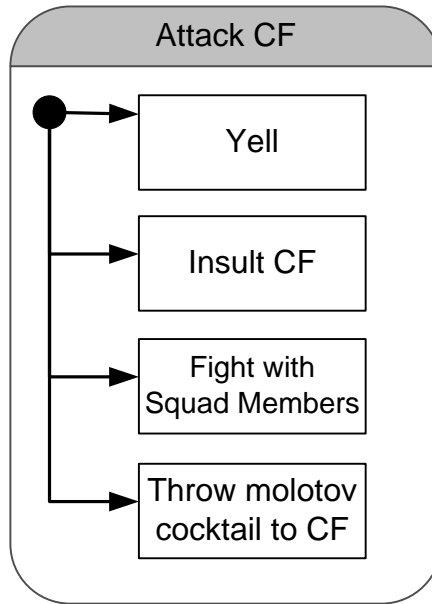 Attack CF
Yell
Insult CF
Fight with
Squad Members
Throw molotov
cocktail to CF